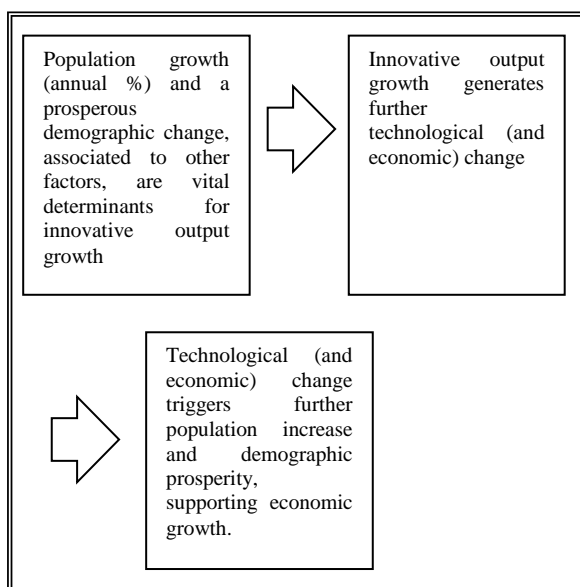 Population growth
(annual %) and a
prosperous
demographic change,
associated to other
factors, are vital
determinants for
innovative output
growth
Innovative output
growth generates
further
technological (and
economic) change
Technological (and
economic) change
triggers further
population increase
and demographic
prosperity,
supporting economic
growth.